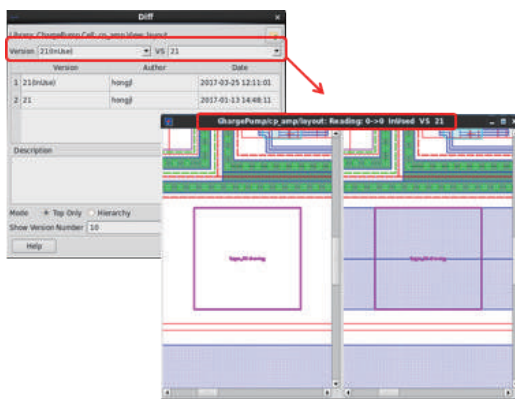 Diff
Library: ChargePump Cell: cp_amp View: layout
Version 21(InUse) VS 21
Version Author Date
1 21(InUse) hongjl 2017-03-25 12:11:01
2 21 hongjl 2017-01-13 14:48:11
ChargePump/cp_amp/layout: Reading: 0->0 InUsed VS 21
Description
Mode Top Only Hierarchy
Show Version Number 10
Help